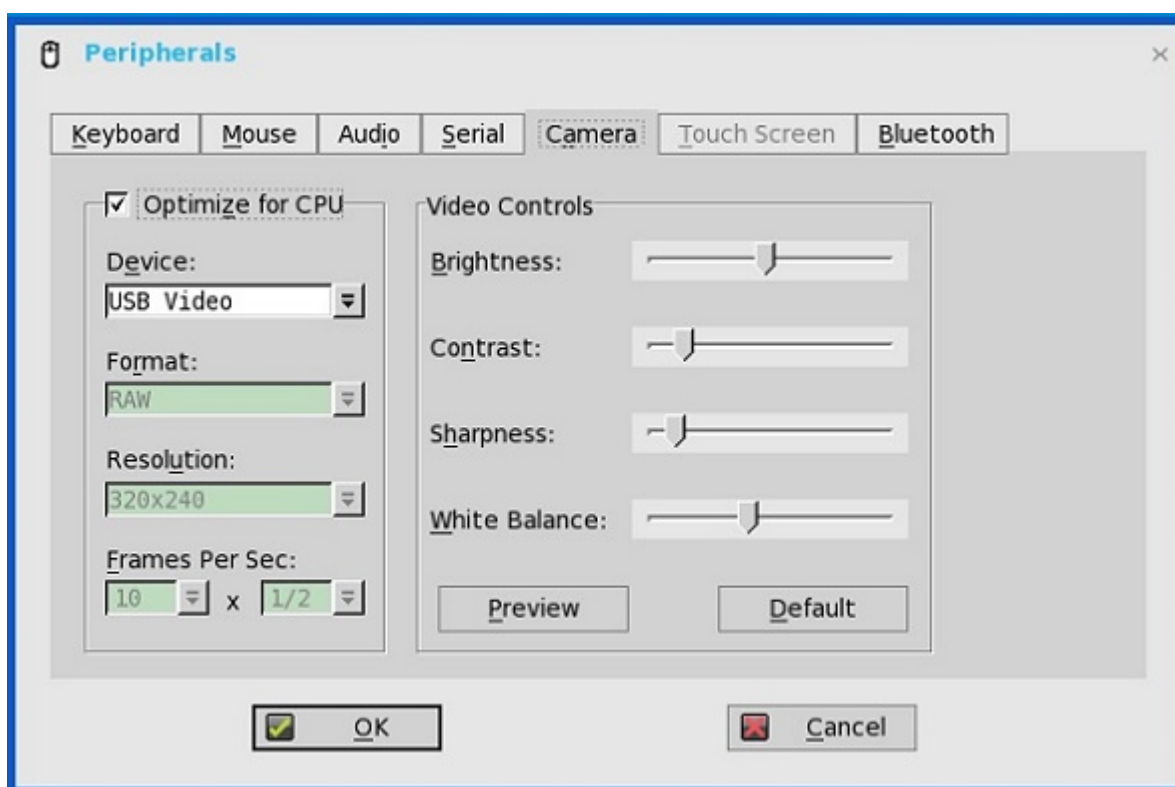 Peripherals
Keyboard Mouse Audio Serial Camera Touch Screen Bluetooth
Optimize for CPU
Device:
USB Video
Format:
RAW
Resolution:
320x240
Frames Per Sec:
10 x 1/2
Video Controls
Brightness:
Contrast:
Sharpness:
White Balance:
Preview Default
OK Cancel